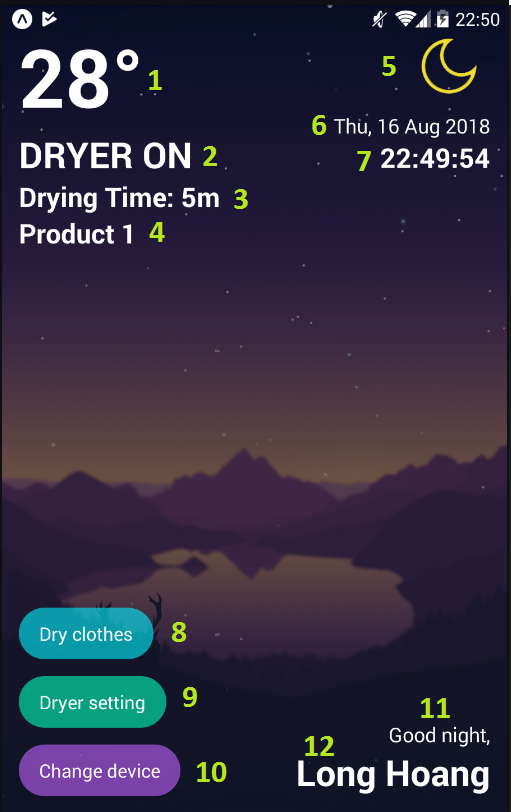 22:50
28° 1
5
6 Thu, 16 Aug 2018
DRYER ON 2
7 22:49:54
Drying Time: 5m 3
Product 1 4
Dry clothes 8
Dryer setting 9
11
Good night,
12
Change device 10
Long Hoang